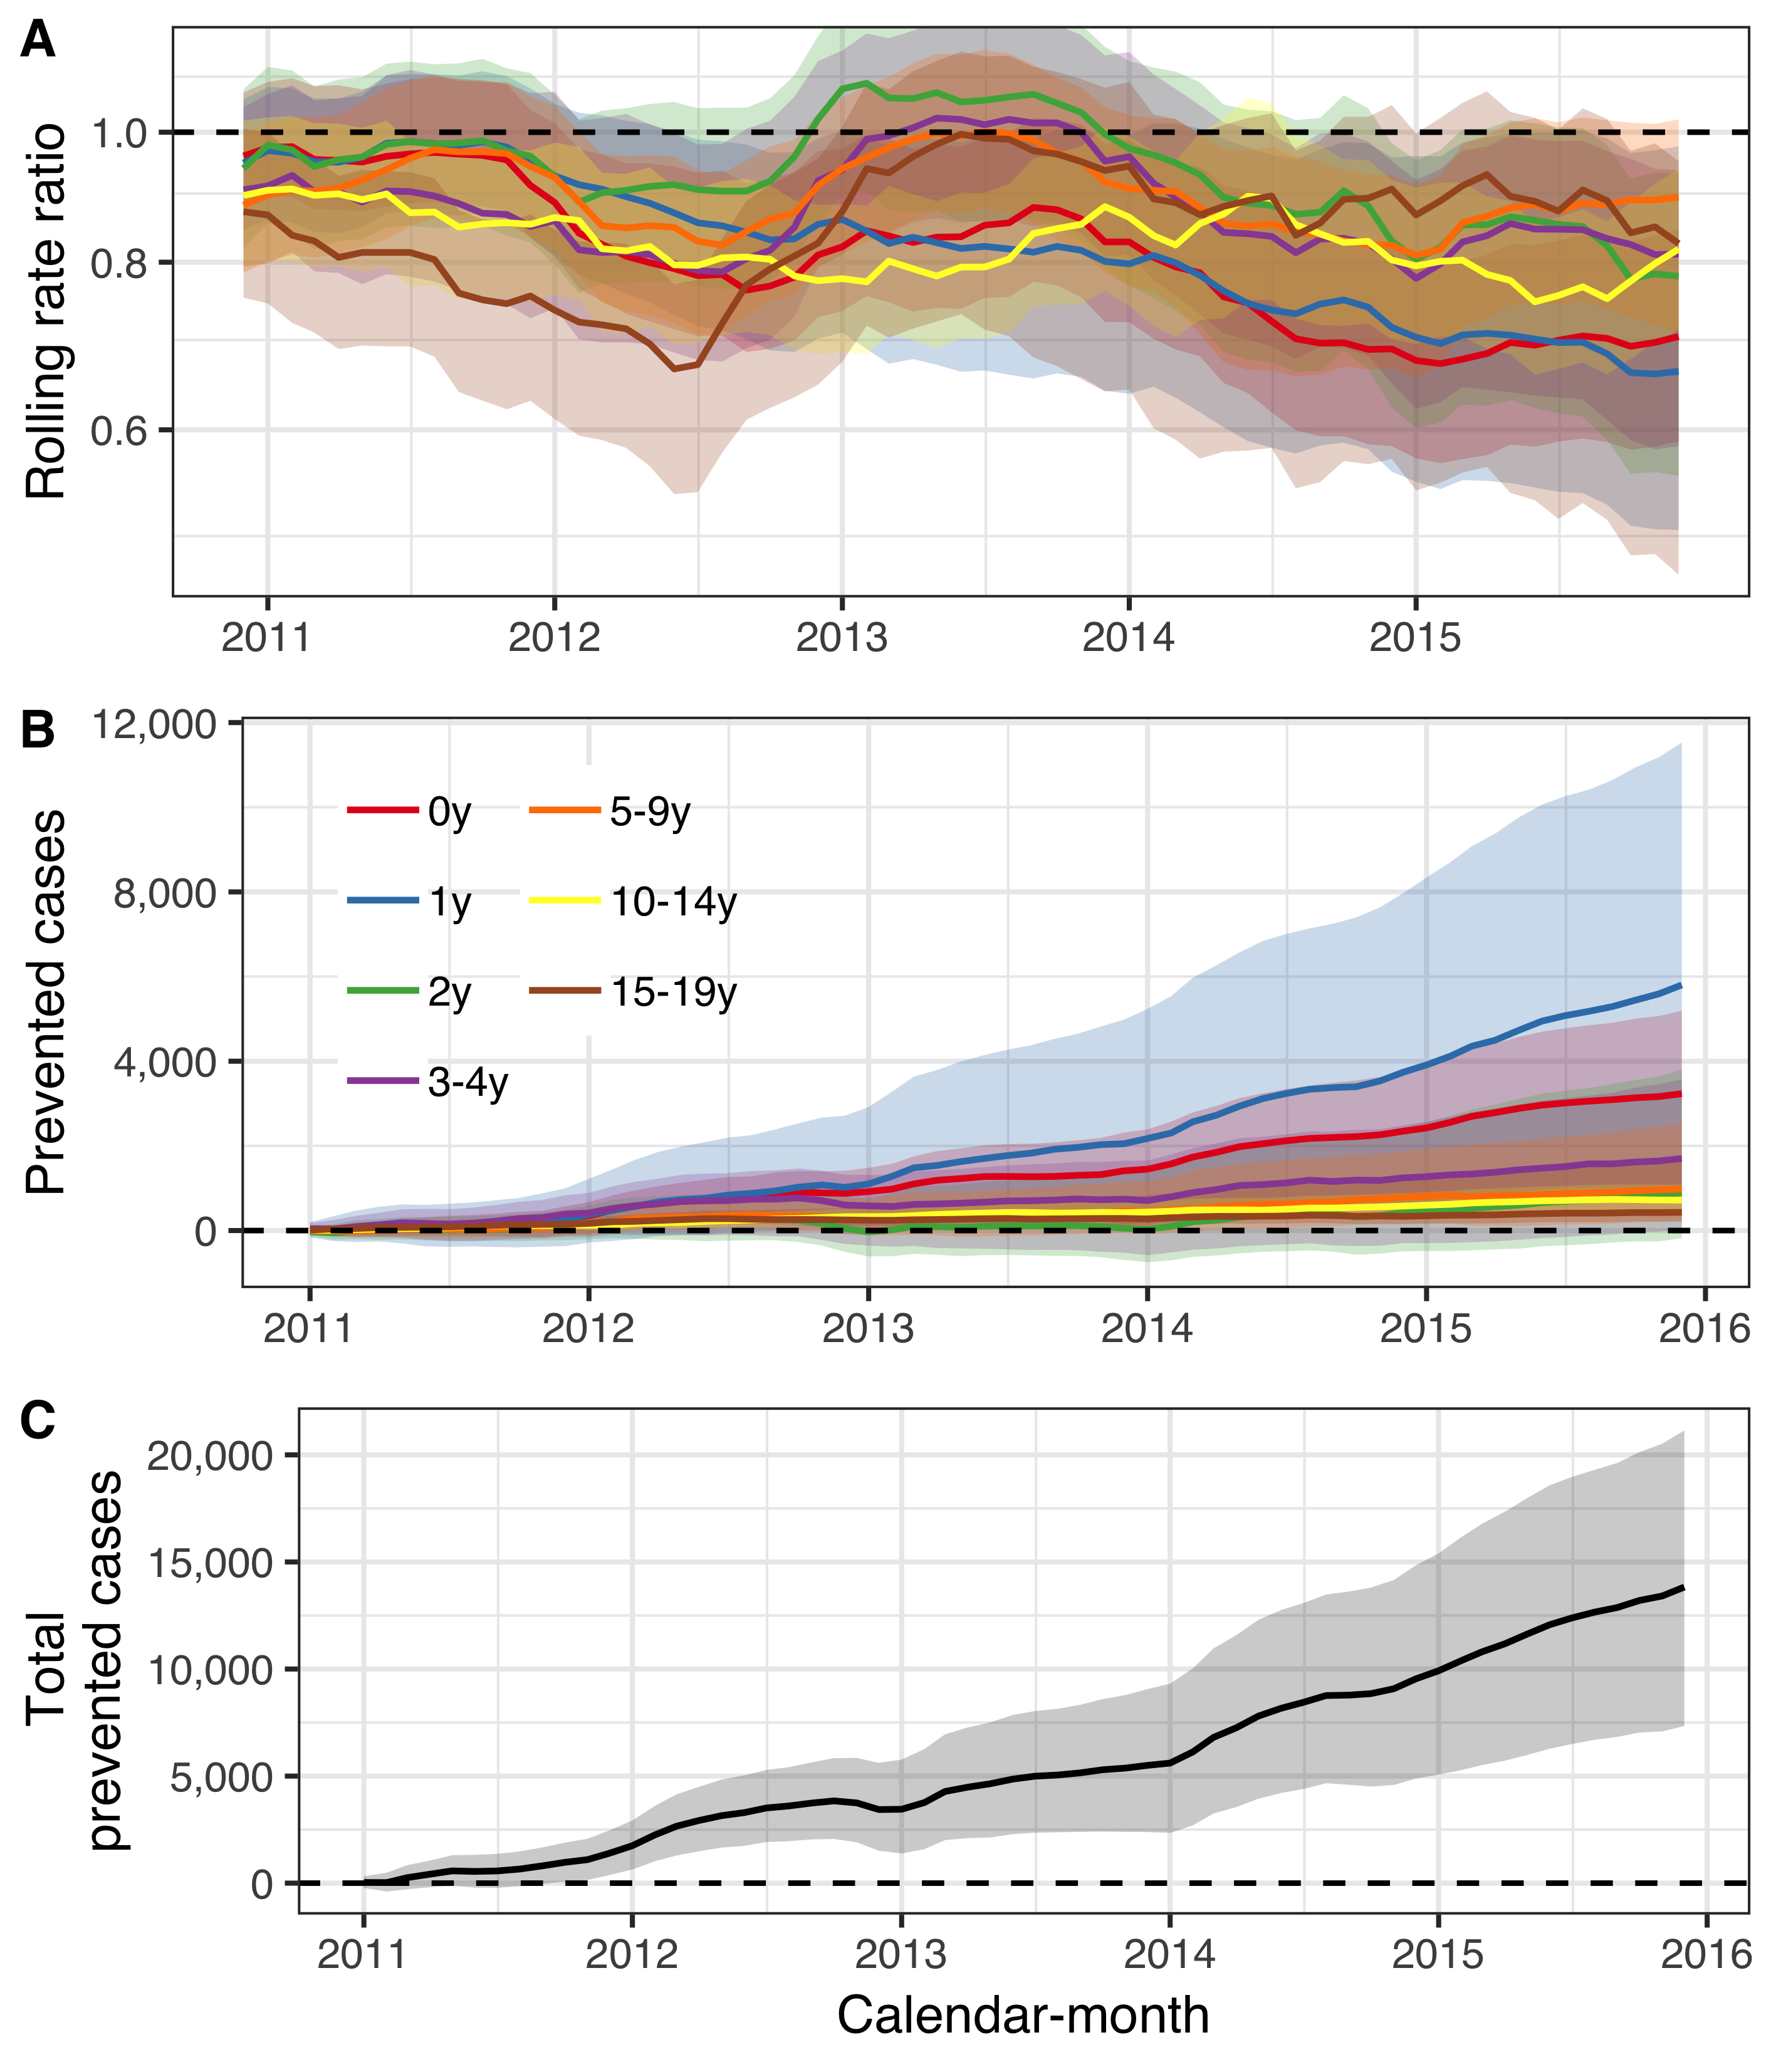 A
Rolling rate ratio
1.0
0.8
0.6
2011 2012 2013 2014 2015
B
Prevented cases
12,000
8,000
4,000
0
0y 5-9y
1y 10-14y
2y 15-19y
3-4y
2011 2012 2013 2014 2015 2016
C
Total
prevented cases
20,000
15,000
10,000
5,000
0
2011 2012 2013 2014 2015 2016
Calendar-month